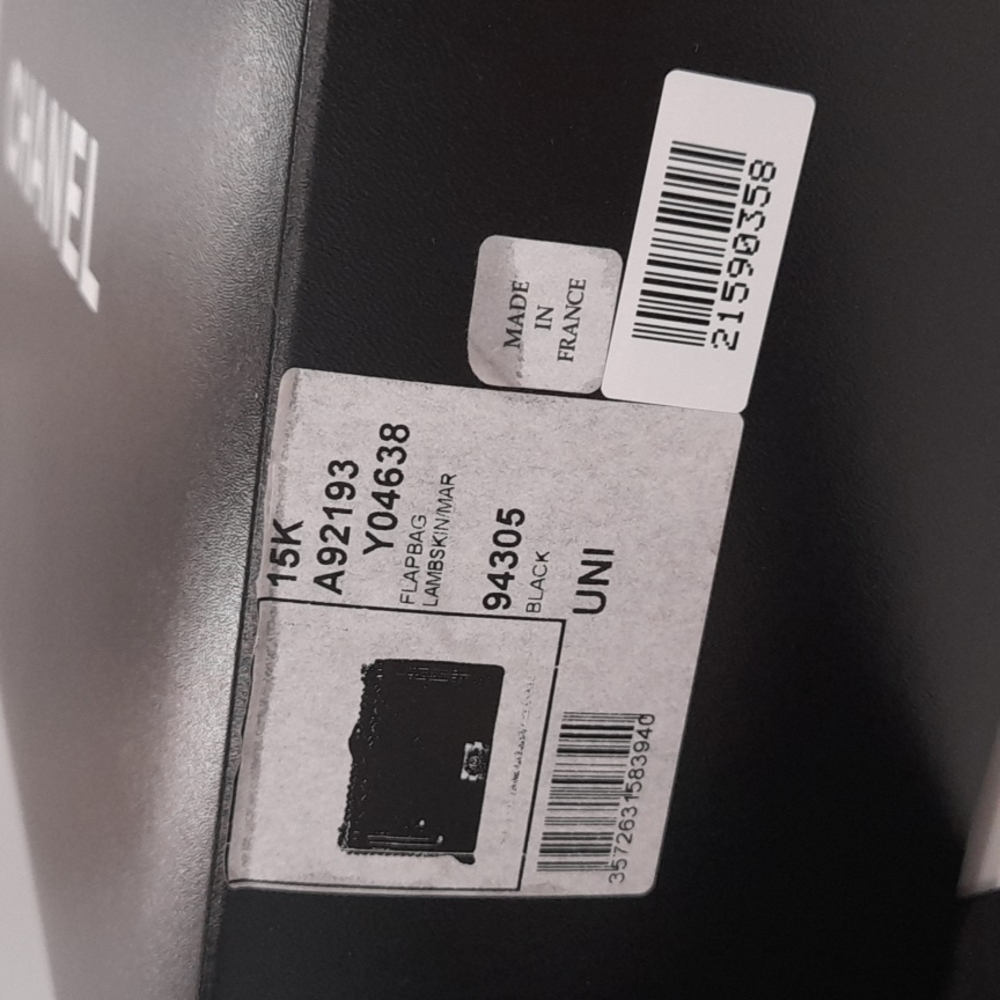 CHANEL
21590358
MADE
IN
FRANCE
15K
A92193
Y04638
FLAPBAG
LAMBSKIN/MAR
94305
BLACK
UNI
3572631583940